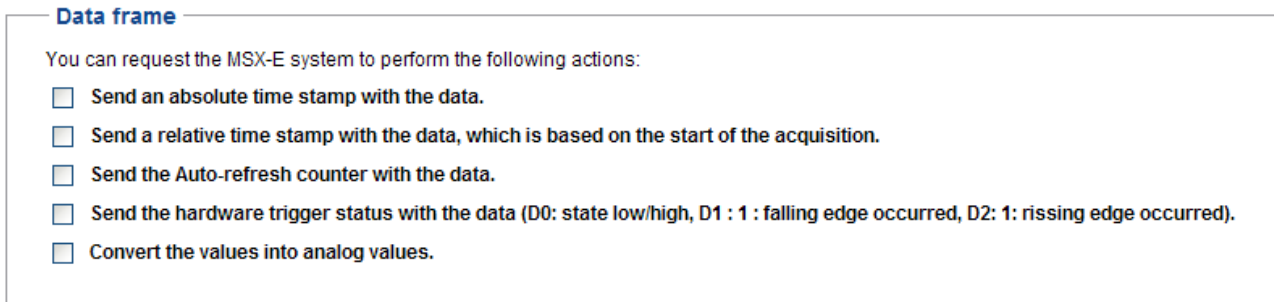 Data frame
You can request the MSX-E system to perform the following actions:
Send an absolute time stamp with the data.
Send a relative time stamp with the data, which is based on the start of the acquisition.
Send the Auto-refresh counter with the data.
Send the hardware trigger status with the data (D0: state low/high, D1 : 1 : falling edge occurred, D2: 1: rissing edge occurred).
Convert the values into analog values.